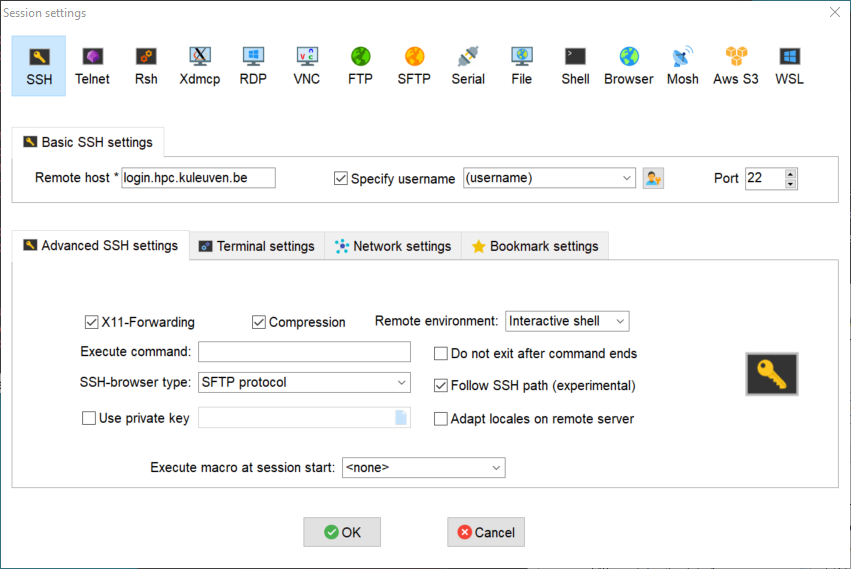 Session settings
SSH Telnet Rsh Xdmcp RDP VNC FTP SFTP Serial File Shell Browser Mosh Aws S3 WSL
Basic SSH settings
Remote host * login.hpc.kuleuven.be Specify username (username) Port 22
Advanced SSH settings Terminal settings Network settings Bookmark settings
X11-Forwarding Compression Remote environment: Interactive shell
Execute command: Do not exit after command ends
SSH-browser type: SFTP protocol Follow SSH path (experimental)
Use private key Adapt locales on remote server
Execute macro at session start: <none>
OK Cancel